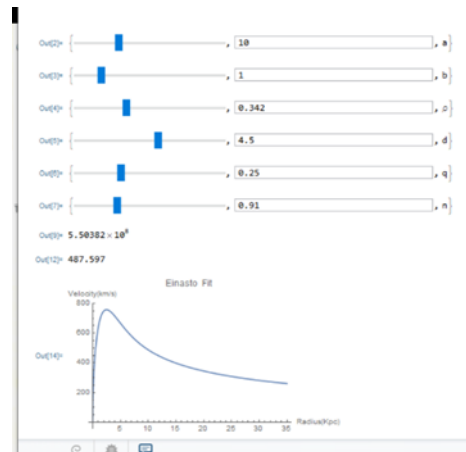 Out[2]= { , 10 , a}
Out[3]= { , 1 , b}
Out[4]= { , 0.342 , ρ}
Out[5]= { , 4.5 , d}
Out[6]= { , 0.25 , q}
Out[7]= { , 0.91 , n}
Out[9]= 5.50382 × 10⁸
Out[12]= 487.597
Einasto Fit
Velocity(km/s)
800
600
Out[14]=
400
200
Radius(Kpc)
5 10 15 20 25 30 35